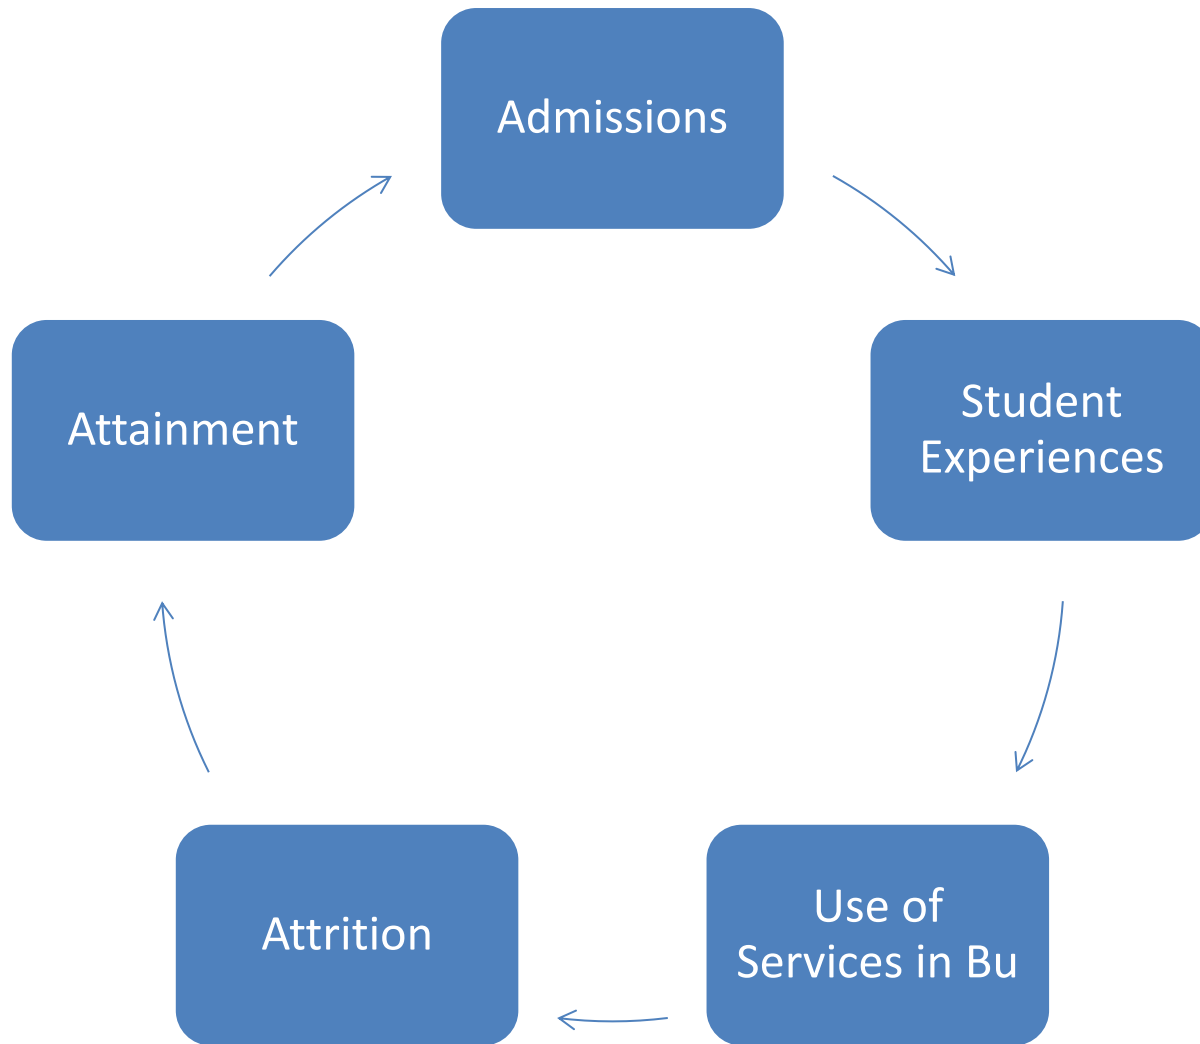 Admissions
Student
Experiences
Use of
Services in Bu
Attrition
Attainment